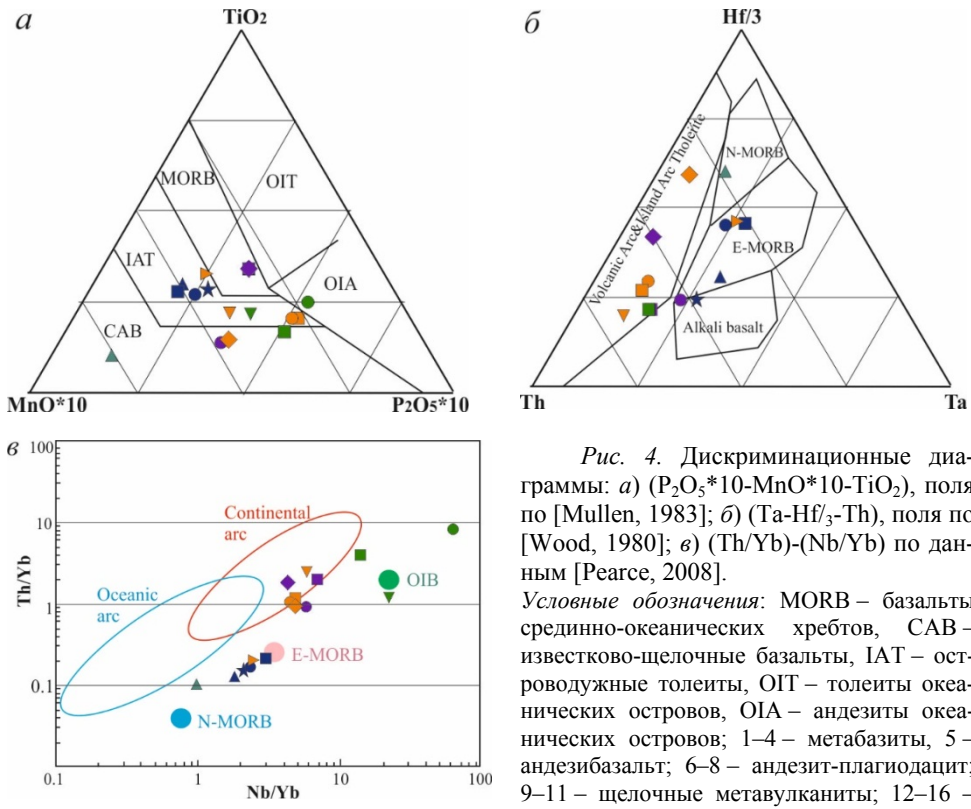 а
TiO₂
MORB
OIT
IAT
OIA
CAB
MnO*10
P₂O₅*10
б
Hf/3
Volcanic Arc&Island Arc Tholerite
N-MORB
E-MORB
Alkali basalt
Th
Ta
в
100
10
1
0.1
Th/Yb
Continental
arc
Oceanic
arc
OIB
E-MORB
N-MORB
0.1
1
10
100
Nb/Yb
Рис. 4. Дискриминационные диа-
граммы: а) (P₂O₅*10-MnO*10-TiO₂), поля
по [Mullen, 1983]; б) (Ta-Hf/₃-Th), поля по
[Wood, 1980]; в) (Th/Yb)-(Nb/Yb) по дан-
ным [Pearce, 2008].
Условные обозначения: MORB – базальты
срединно-океанических хребтов, CAB –
известково-щелочные базальты, IAT – ост-
роводужные толеиты, OIT – толеиты океа-
нических островов, OIA – андезиты океа-
нических островов; 1–4 – метабазиты, 5 –
андезибазальт; 6–8 – андезит-плагиодацит;
9–11 – щелочные метавулканиты; 12–16 –